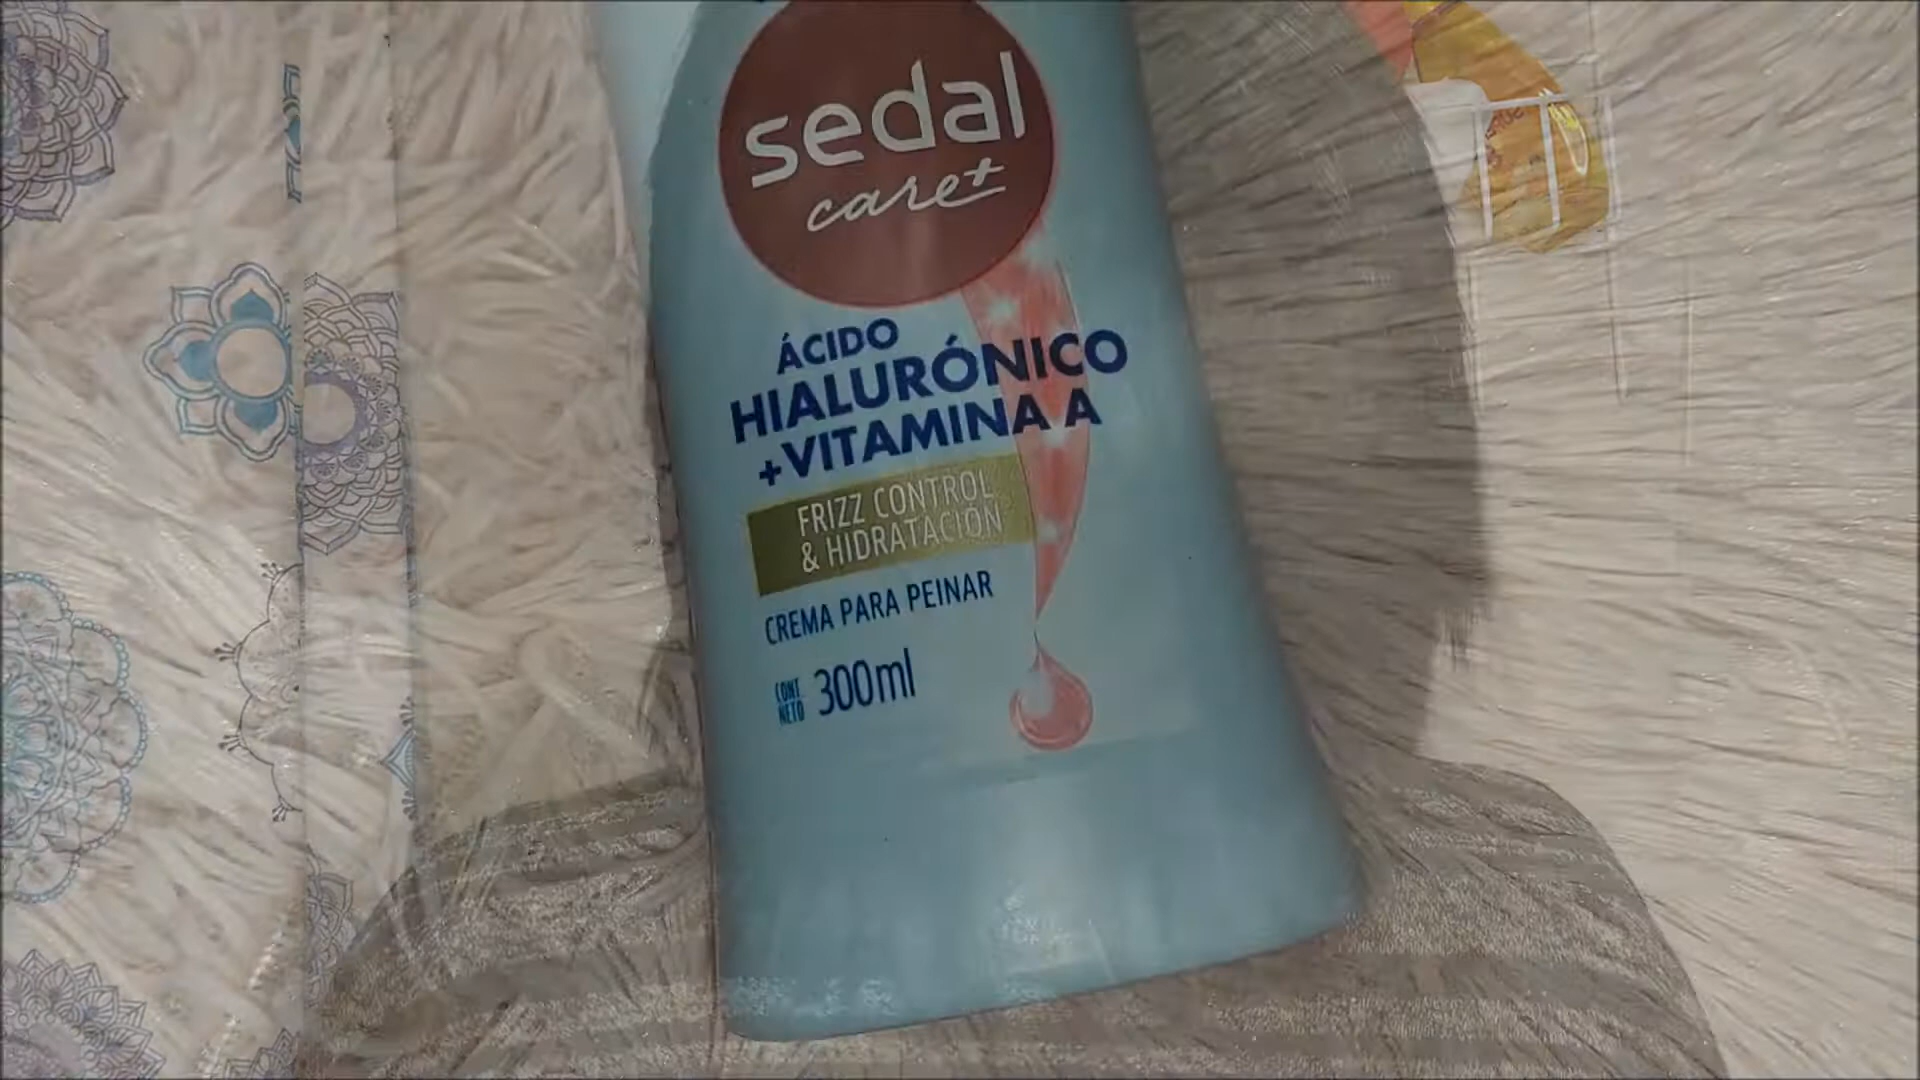 sedal
care+
ÁCIDO
HIALURÓNICO
+VITAMINA A
FRIZZ CONTROL
& HIDRATACIÓN
CREMA PARA PEINAR
CONT.
NETO
300ml